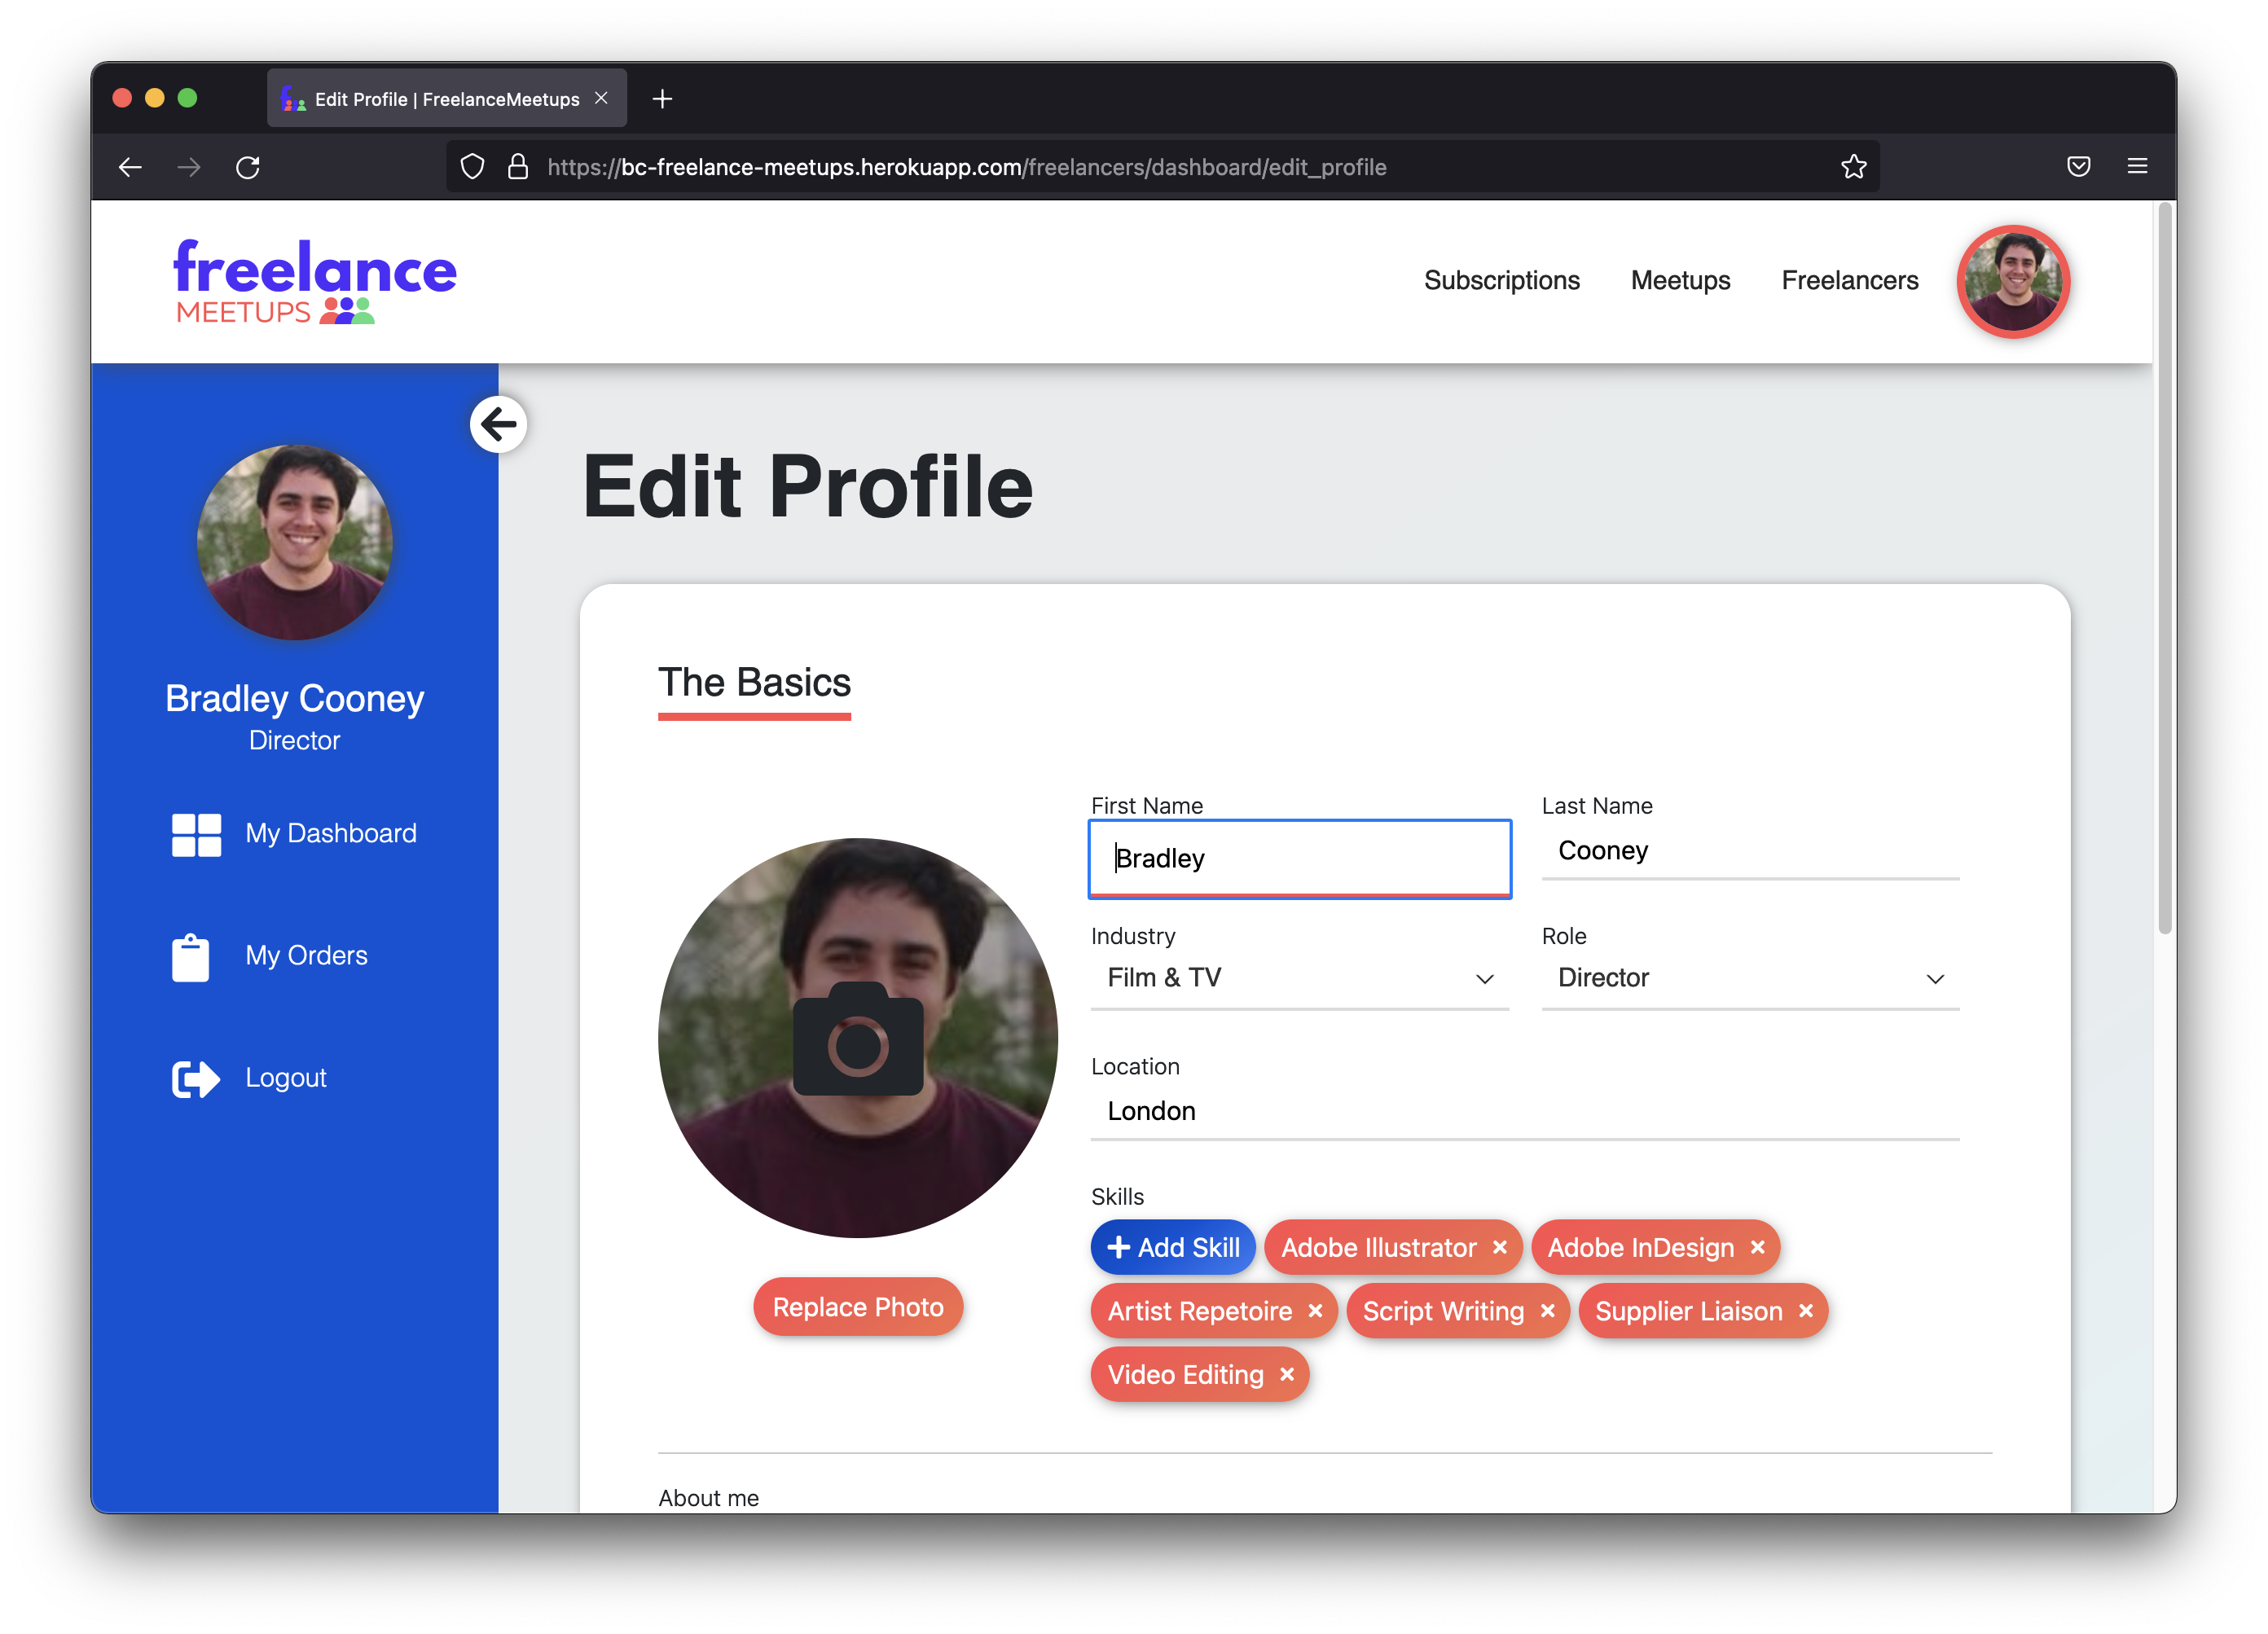 Edit Profile | FreelanceMeetups
https://bc-freelance-meetups.herokuapp.com/freelancers/dashboard/edit_profile
freelance
MEETUPS
Subscriptions Meetups Freelancers
Bradley Cooney
Director
My Dashboard
My Orders
Logout
Edit Profile
The Basics
First Name Last Name
Bradley Cooney
Industry Role
Film & TV Director
Location
London
Skills
Add Skill Adobe Illustrator Adobe InDesign
Artist Repetoire Script Writing Supplier Liaison
Video Editing
Replace Photo
About me